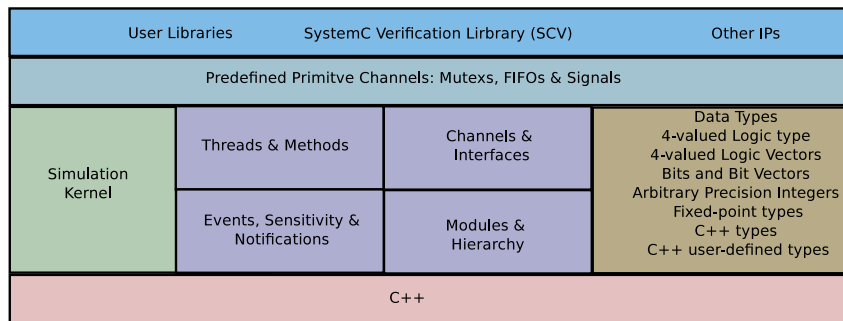 User Libraries
SystemC Verification Lirbrary (SCV)
Other IPs
Predefined Primitve Channels: Mutexs, FIFOs & Signals
Simulation
Kernel
Threads & Methods
Channels &
Interfaces
Events, Sensitivity &
Notifications
Modules &
Hierarchy
Data Types
4-valued Logic type
4-valued Logic Vectors
Bits and Bit Vectors
Arbitrary Precision Integers
Fixed-point types
C++ types
C++ user-defined types
C++